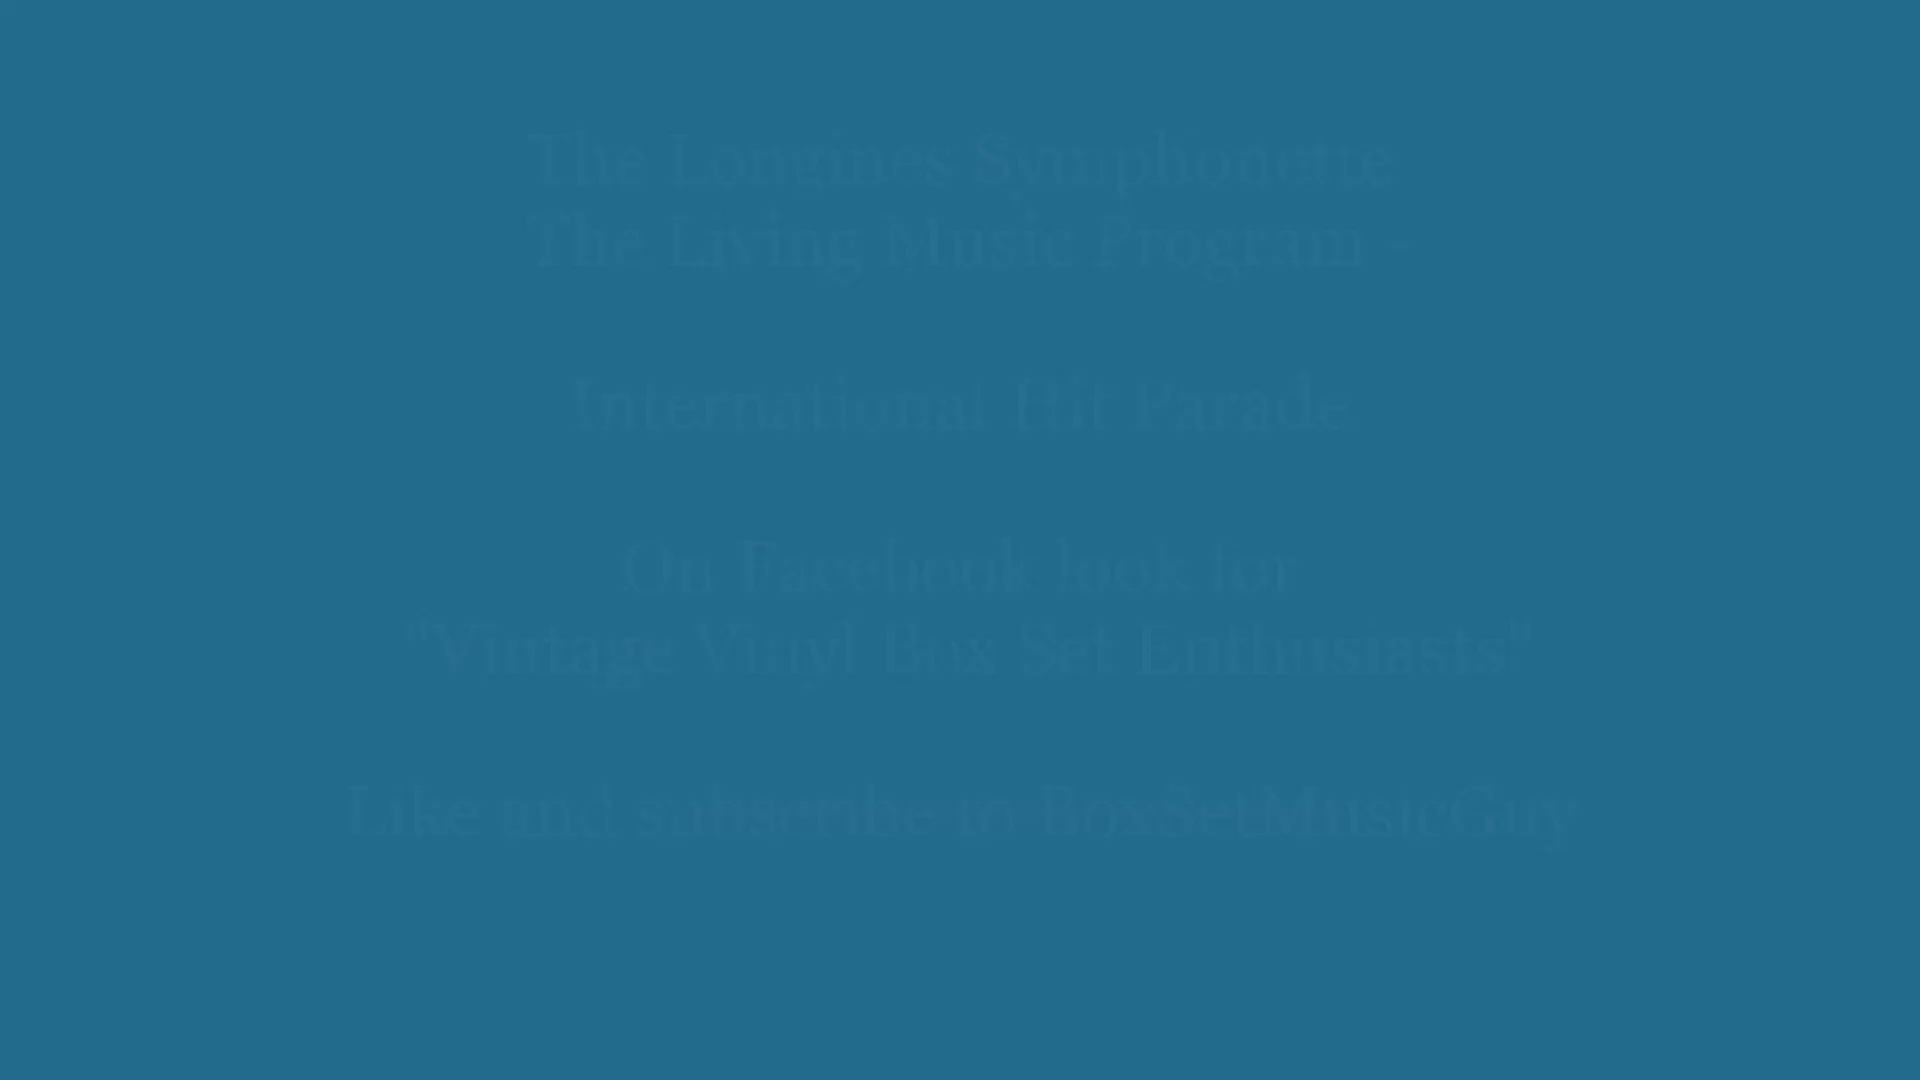 The Longines Symphonette
The Living Music Program -
International Hit Parade
On Facebook look for
"Vintage Vinyl Box Set Enthusiasts"
Like and subscribe to BoxSetMusicGuy